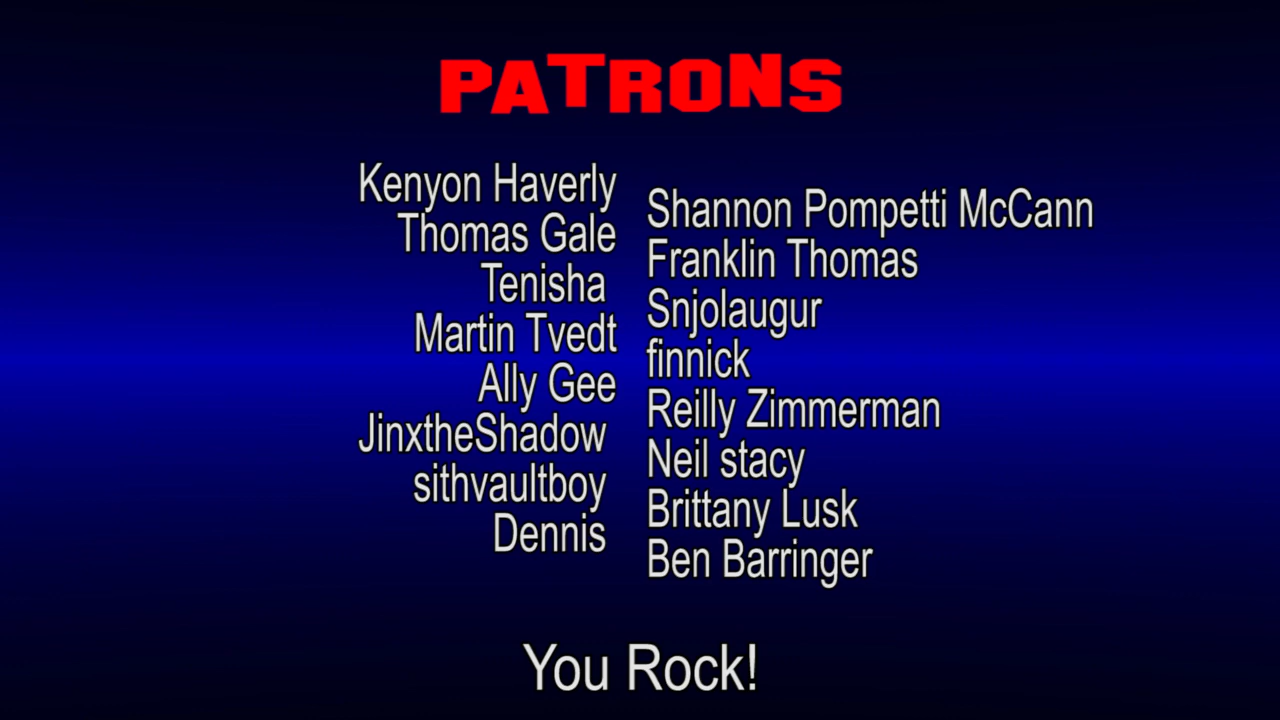 PATRONS
Kenyon Haverly
Thomas Gale
Tenisha
Martin Tvedt
Ally Gee
JinxtheShadow
sithvaultboy
Dennis
Shannon Pompetti McCann
Franklin Thomas
Snjolaugur
finnick
Reilly Zimmerman
Neil stacy
Brittany Lusk
Ben Barringer
You Rock!